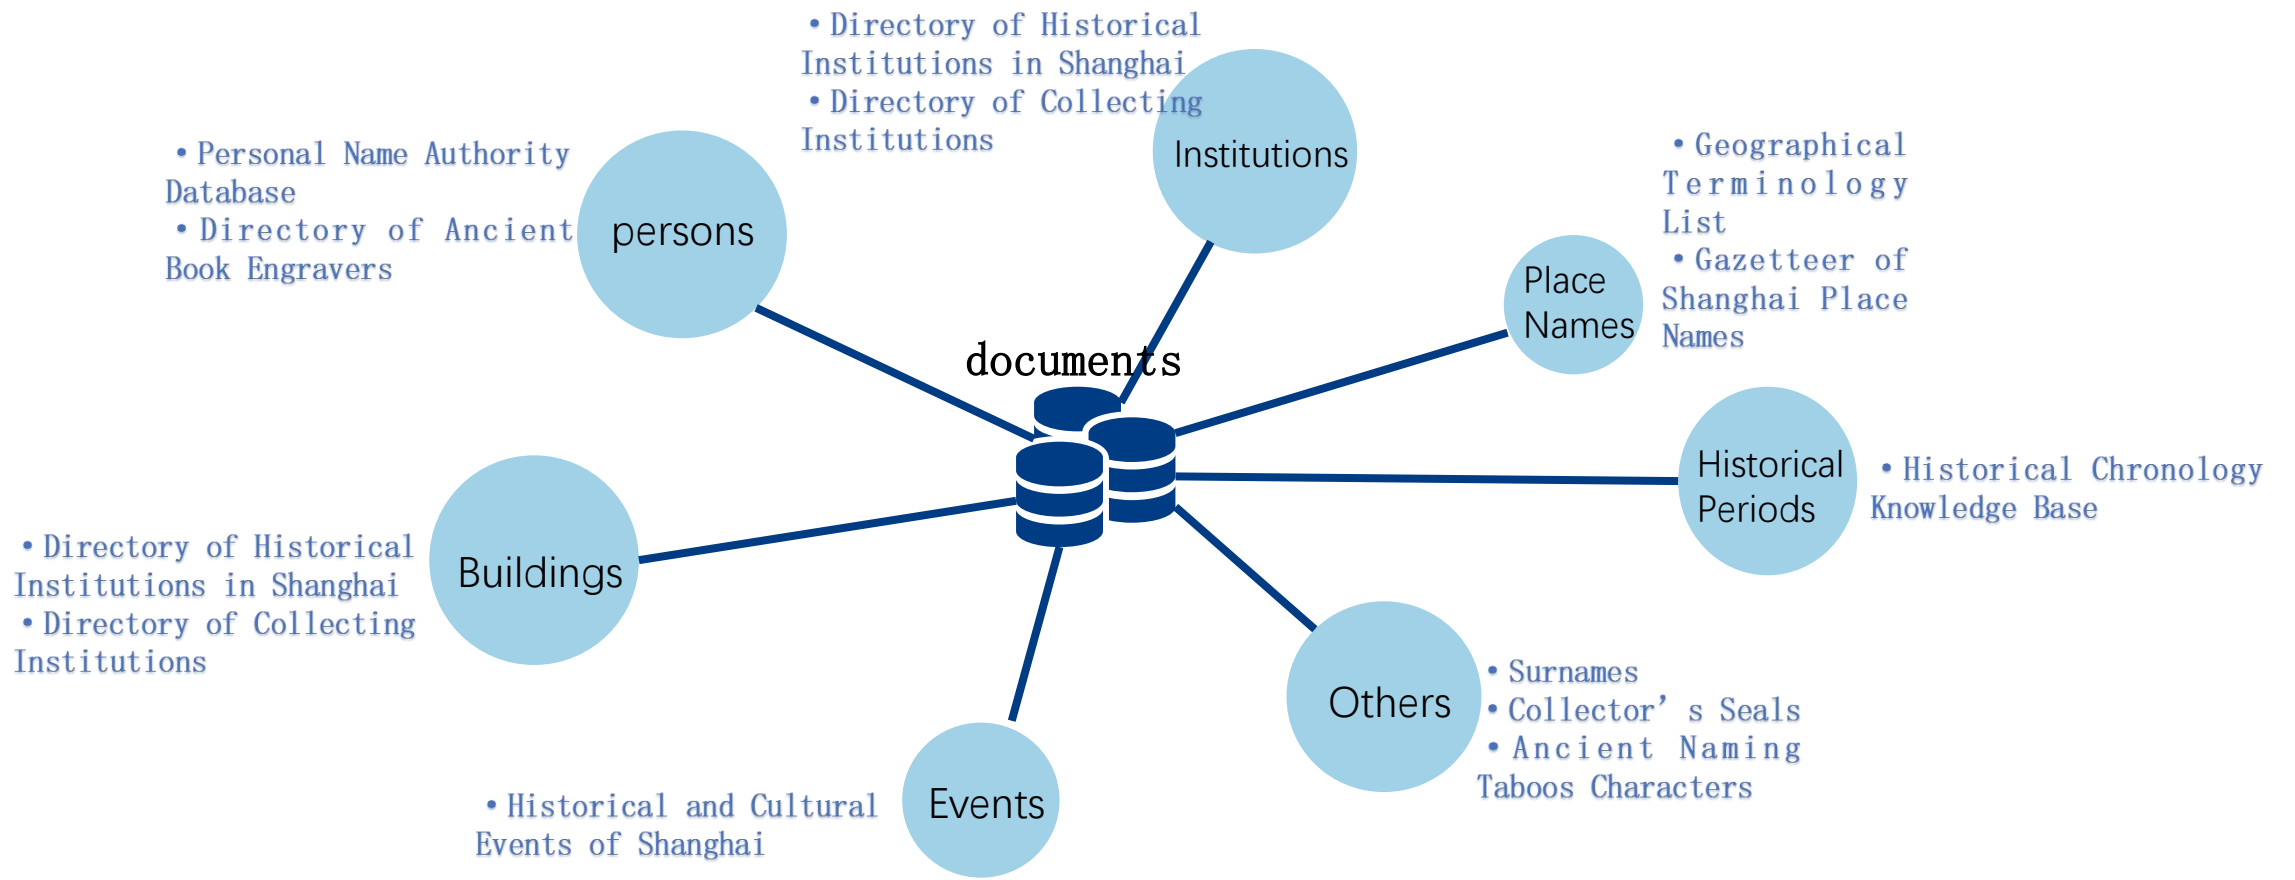 • Directory of Historical
Institutions in Shanghai
• Directory of Collecting
Institutions
Institutions
• Personal Name Authority
Database
• Directory of Ancient
Book Engravers
persons
• Geographical
Terminology
List
• Gazetteer of
Shanghai Place
Names
Place
Names
documents
Historical
Periods
• Historical Chronology
Knowledge Base
• Directory of Historical
Institutions in Shanghai
• Directory of Collecting
Institutions
Buildings
Others
• Surnames
• Collector’s Seals
• Ancient Naming
Taboos Characters
• Historical and Cultural
Events of Shanghai
Events